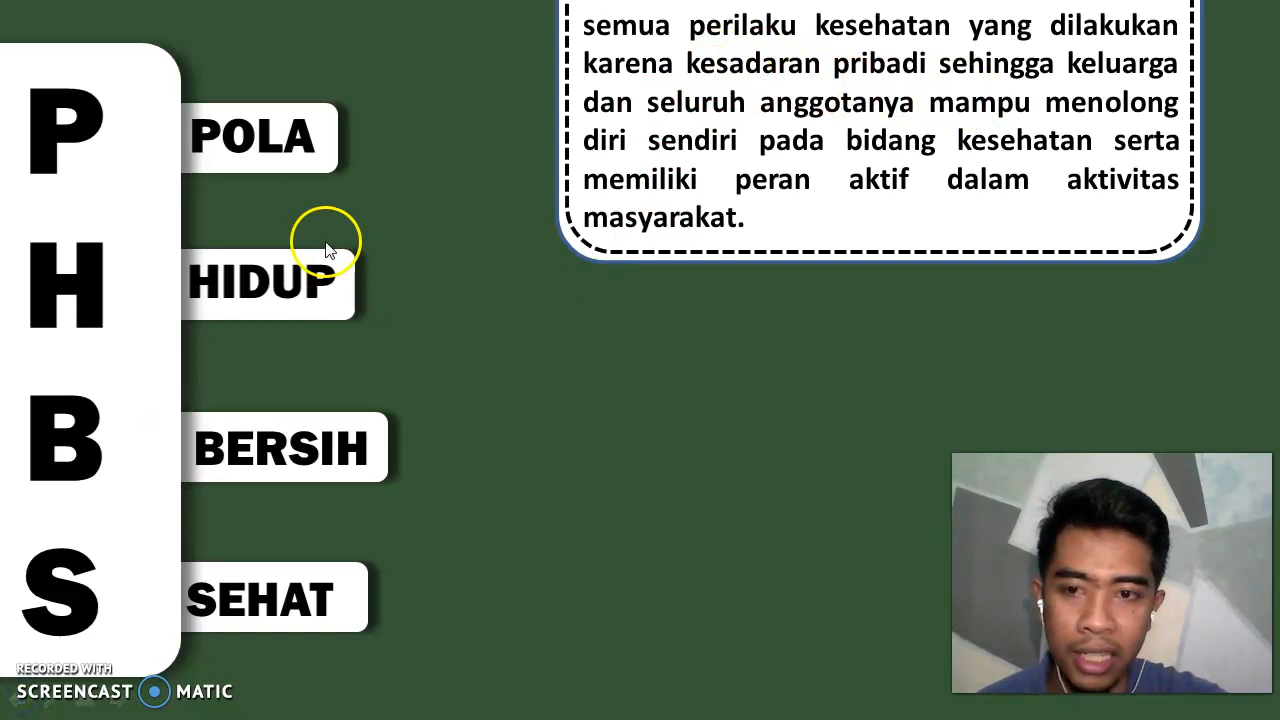 P
POLA
H
HIDUP
B
BERSIH
S
SEHAT
semua perilaku kesehatan yang dilakukan
karena kesadaran pribadi sehingga keluarga
dan seluruh anggotanya mampu menolong
diri sendiri pada bidang kesehatan serta
memiliki peran aktif dalam aktivitas
masyarakat.
RECORDED WITH
SCREENCAST MATIC